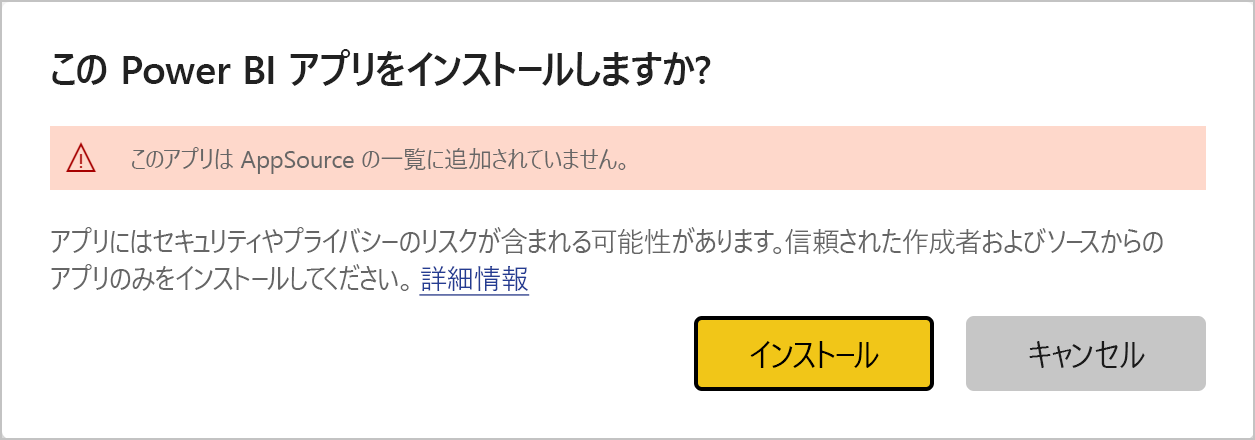 この Power BI アプリをインストールしますか?
このアプリは AppSource の一覧に追加されていません。
アプリにはセキュリティやプライバシーのリスクが含まれる可能性があります。信頼された作成者およびソースからの
アプリのみをインストールしてください。 詳細情報
インストール
キャンセル